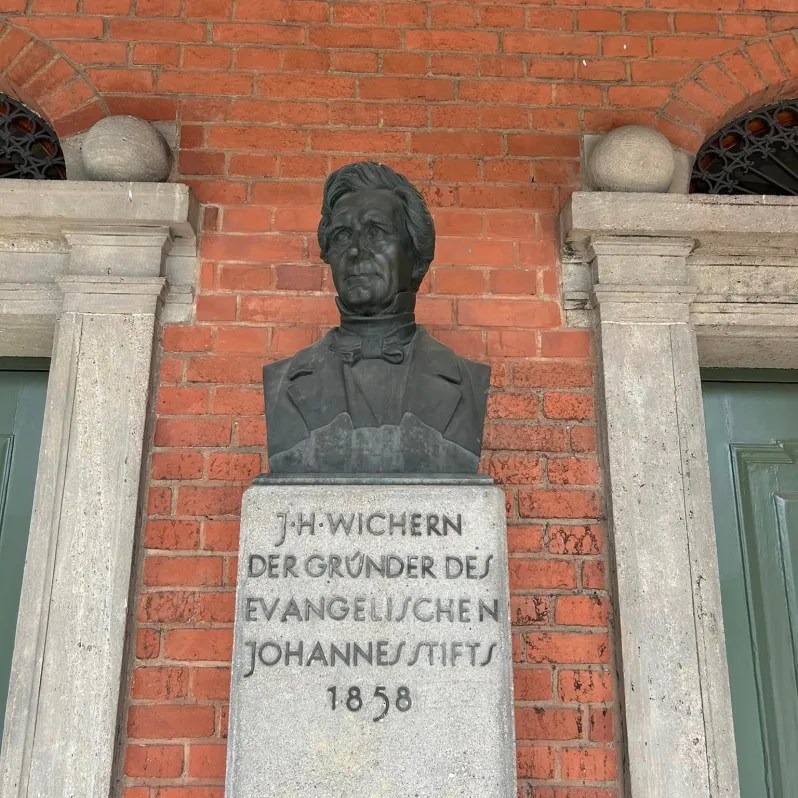 J·H·WICHERN
DER GRÜNDER DES
EVANGELISCHEN
JOHANNESSTIFTS
1858